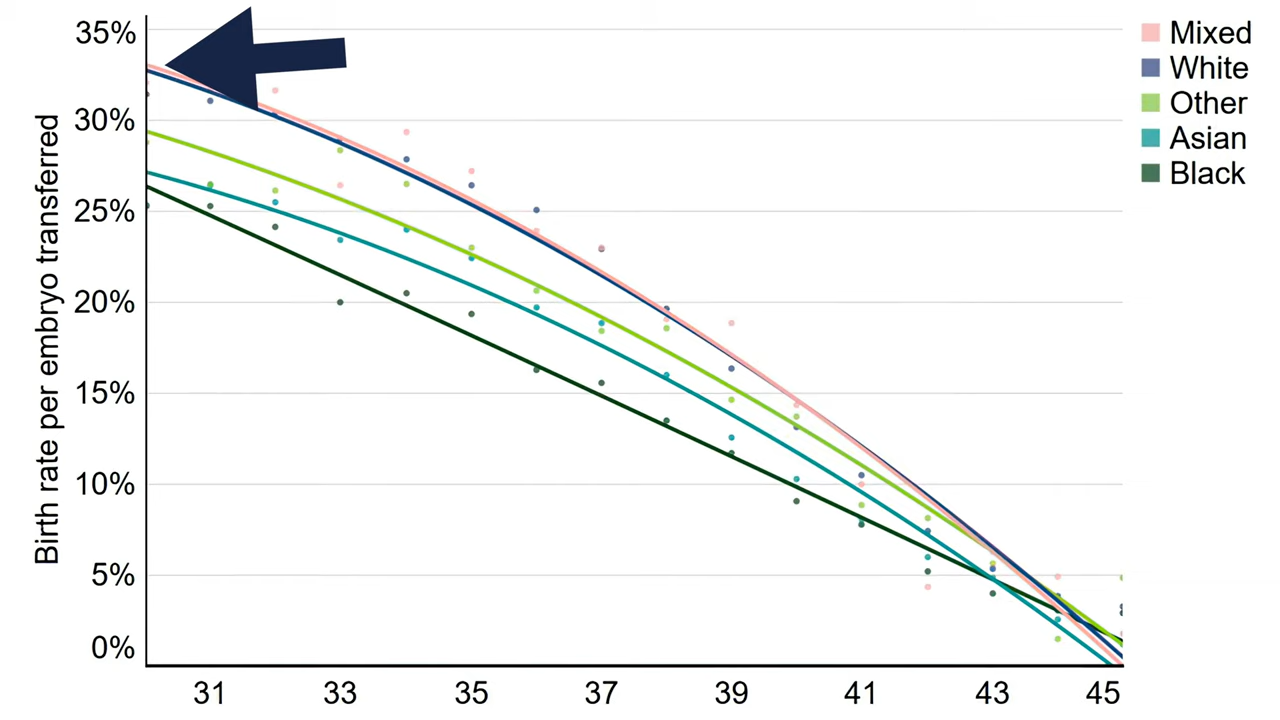 35%
30%
25%
20%
15%
10%
5%
0%
Birth rate per embryo transferred
31 33 35 37 39 41 43 45
Mixed
White
Other
Asian
Black